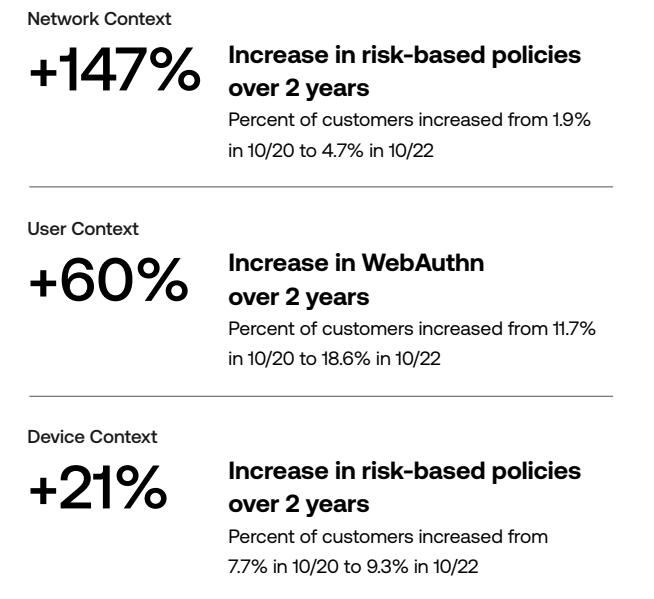 Network Context
+147%
Increase in risk-based policies
over 2 years
Percent of customers increased from 1.9%
in 10/20 to 4.7% in 10/22
User Context
+60%
Increase in WebAuthn
over 2 years
Percent of customers increased from 11.7%
in 10/20 to 18.6% in 10/22
Device Context
+21%
Increase in risk-based policies
over 2 years
Percent of customers increased from
7.7% in 10/20 to 9.3% in 10/22